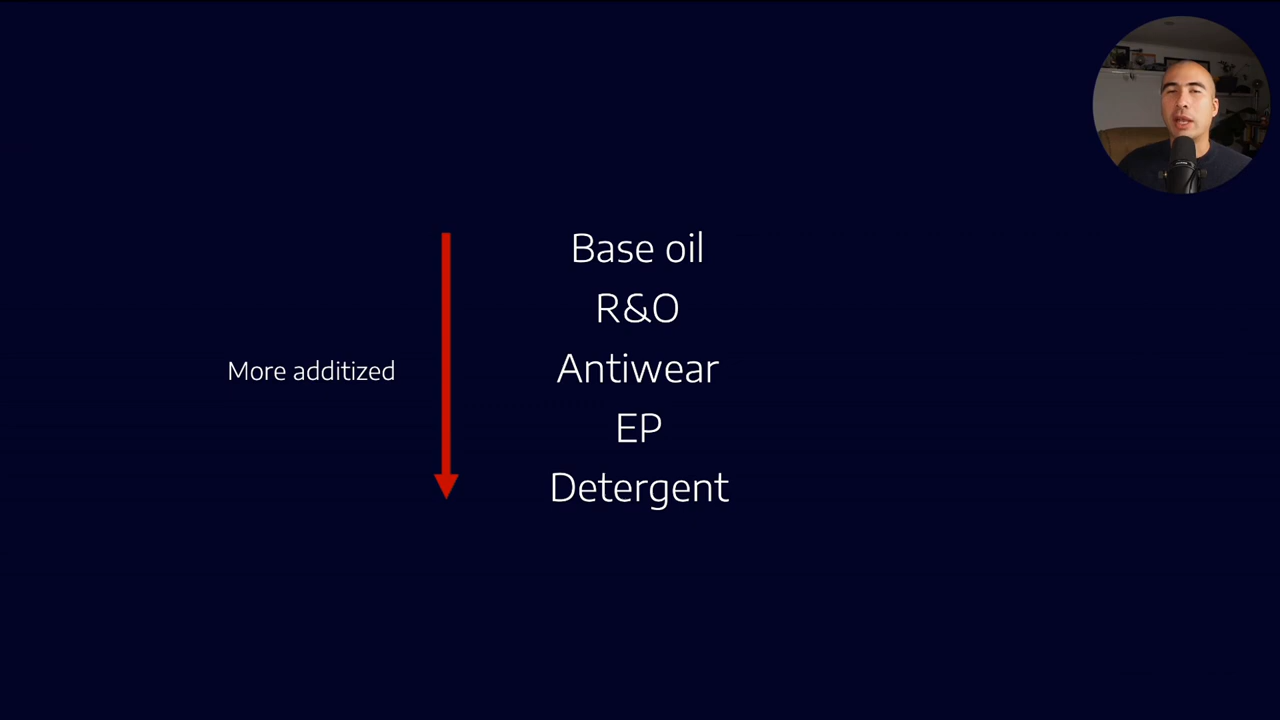 Base oil
R&O
Antiwear
More additized
EP
Detergent